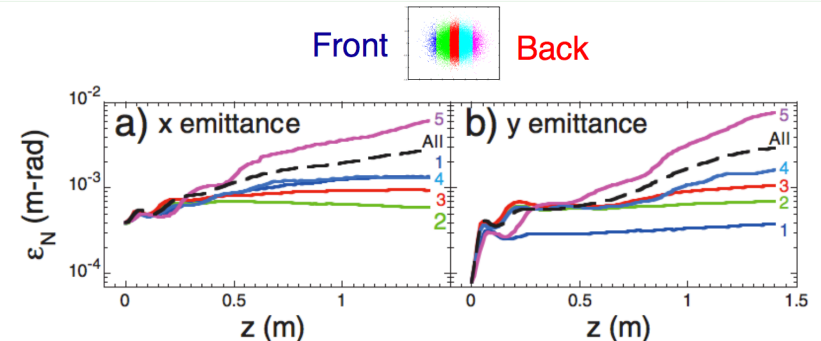 Front
Back
a) x emittance
b) y emittance
ε_N (m-rad)
10⁻²
10⁻³
10⁻⁴
5
All
1
4
3
2
5
All
4
3
2
1
0
0.5
1
0
0.5
1
1.5
z (m)
z (m)